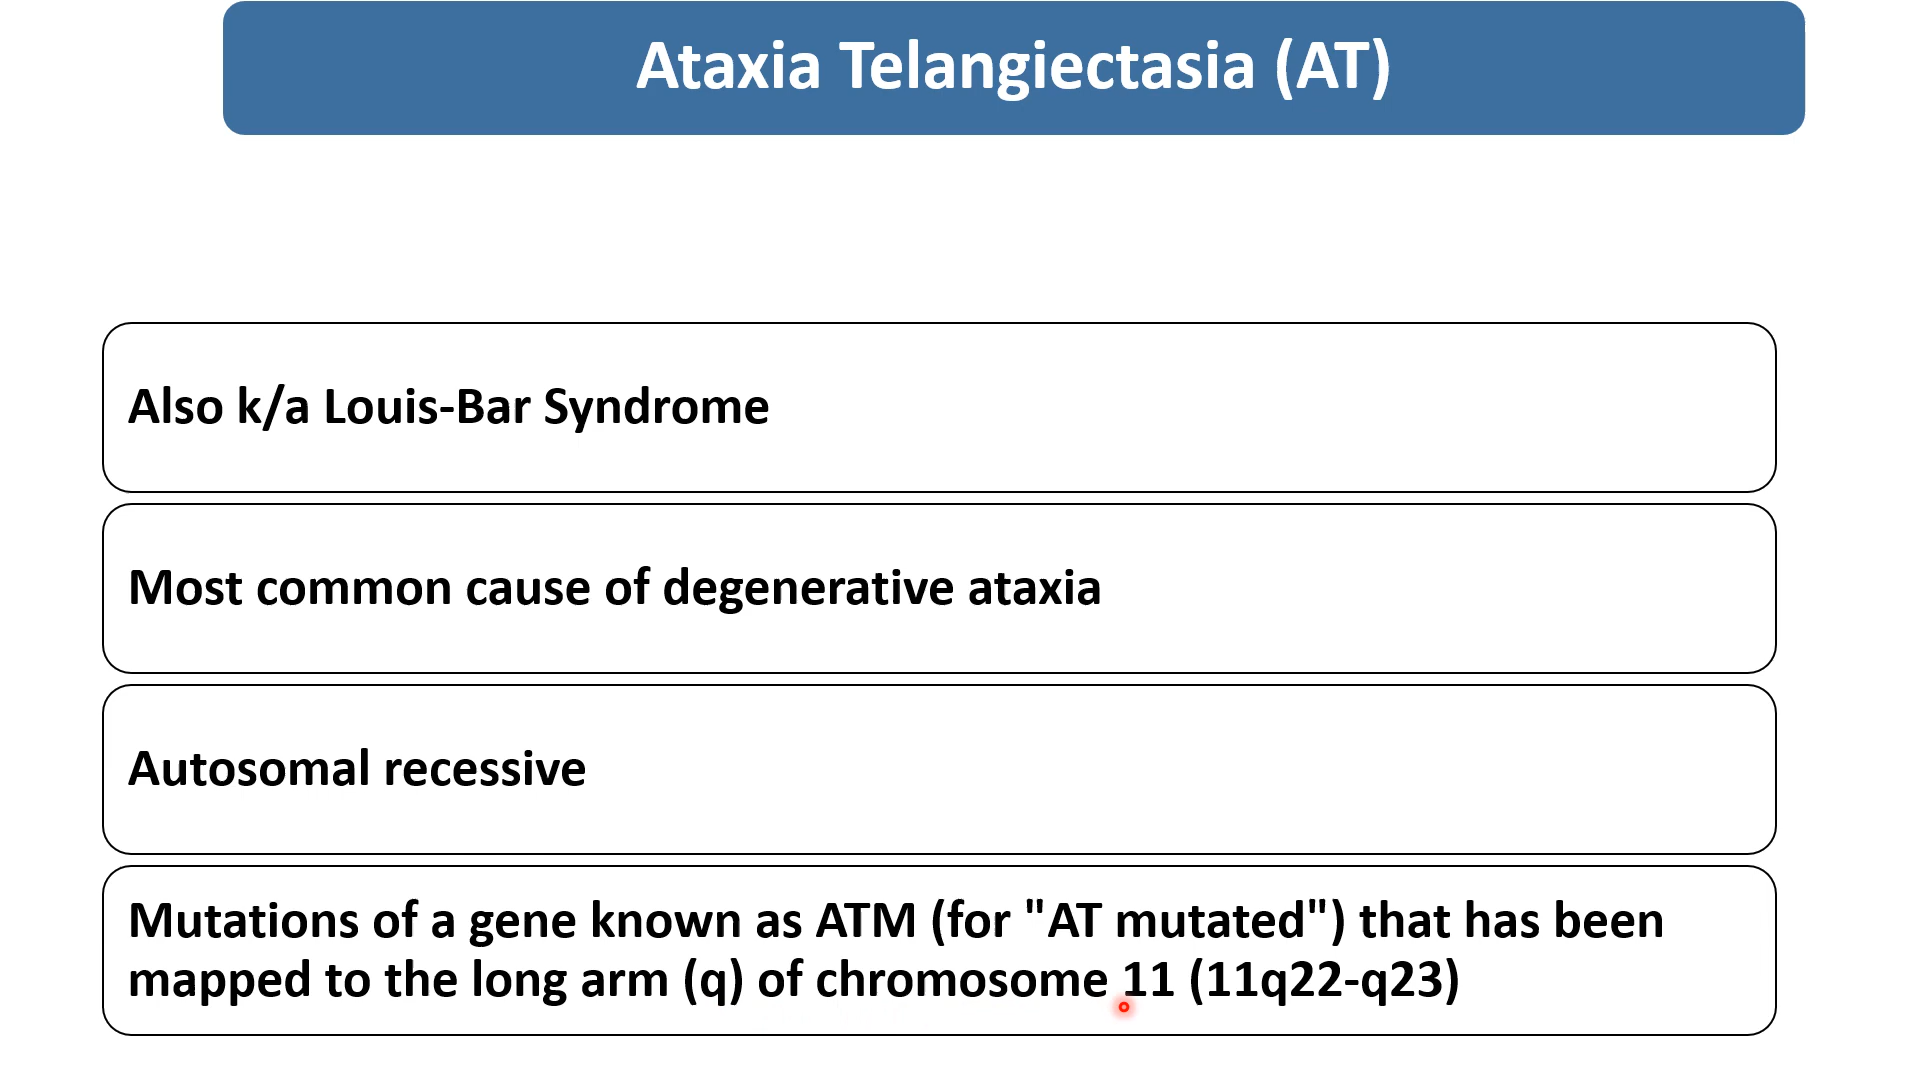 Ataxia Telangiectasia (AT)
Also k/a Louis-Bar Syndrome
Most common cause of degenerative ataxia
Autosomal recessive
Mutations of a gene known as ATM (for "AT mutated") that has been
mapped to the long arm (q) of chromosome 11 (11q22-q23)